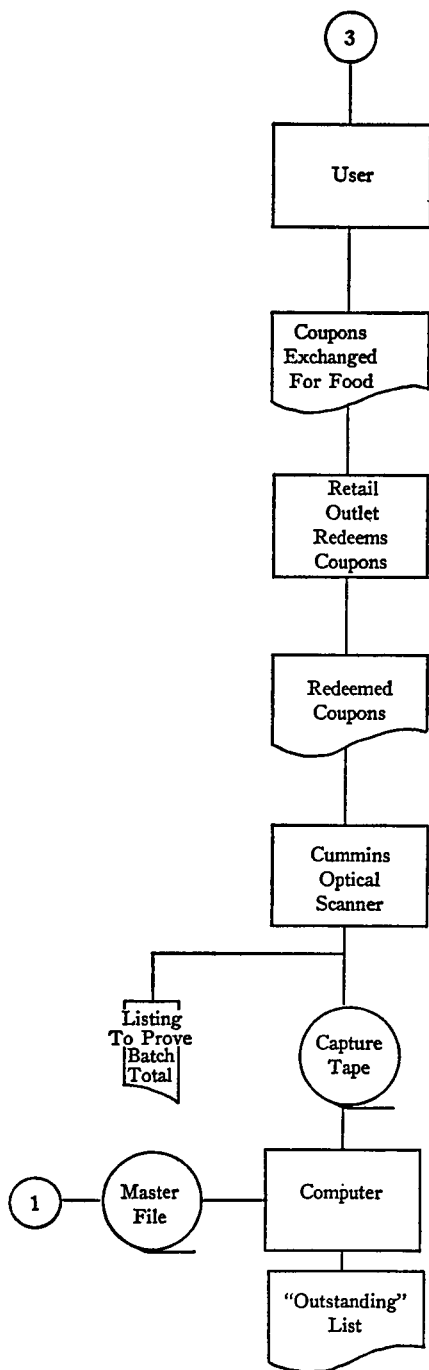 3
User
Coupons
Exchanged
For Food
Retail
Outlet
Redeems
Coupons
Redeemed
Coupons
Cummins
Optical
Scanner
Listing
To Prove
Batch
Total
Capture
Tape
1
Master
File
Computer
“Outstanding”
List